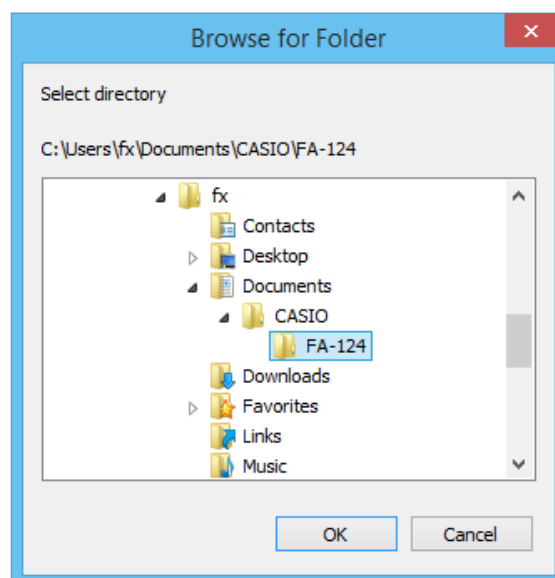 Browse for Folder
Select directory
C:\Users\fx\Documents\CASIO\FA-124
fx
Contacts
Desktop
Documents
CASIO
FA-124
Downloads
Favorites
Links
Music
OK Cancel